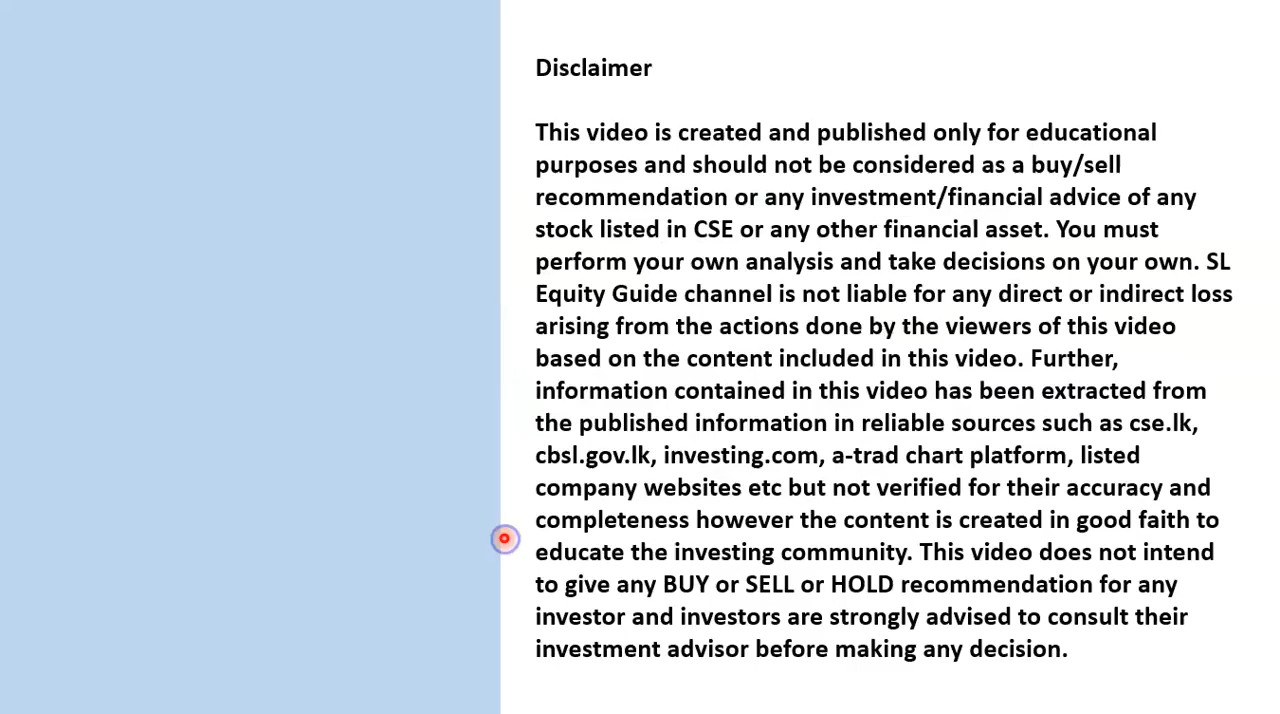 Disclaimer
This video is created and published only for educational
purposes and should not be considered as a buy/sell
recommendation or any investment/financial advice of any
stock listed in CSE or any other financial asset. You must
perform your own analysis and take decisions on your own. SL
Equity Guide channel is not liable for any direct or indirect loss
arising from the actions done by the viewers of this video
based on the content included in this video. Further,
information contained in this video has been extracted from
the published information in reliable sources such as cse.lk,
cbsl.gov.lk, investing.com, a-trad chart platform, listed
company websites etc but not verified for their accuracy and
completeness however the content is created in good faith to
educate the investing community. This video does not intend
to give any BUY or SELL or HOLD recommendation for any
investor and investors are strongly advised to consult their
investment advisor before making any decision.